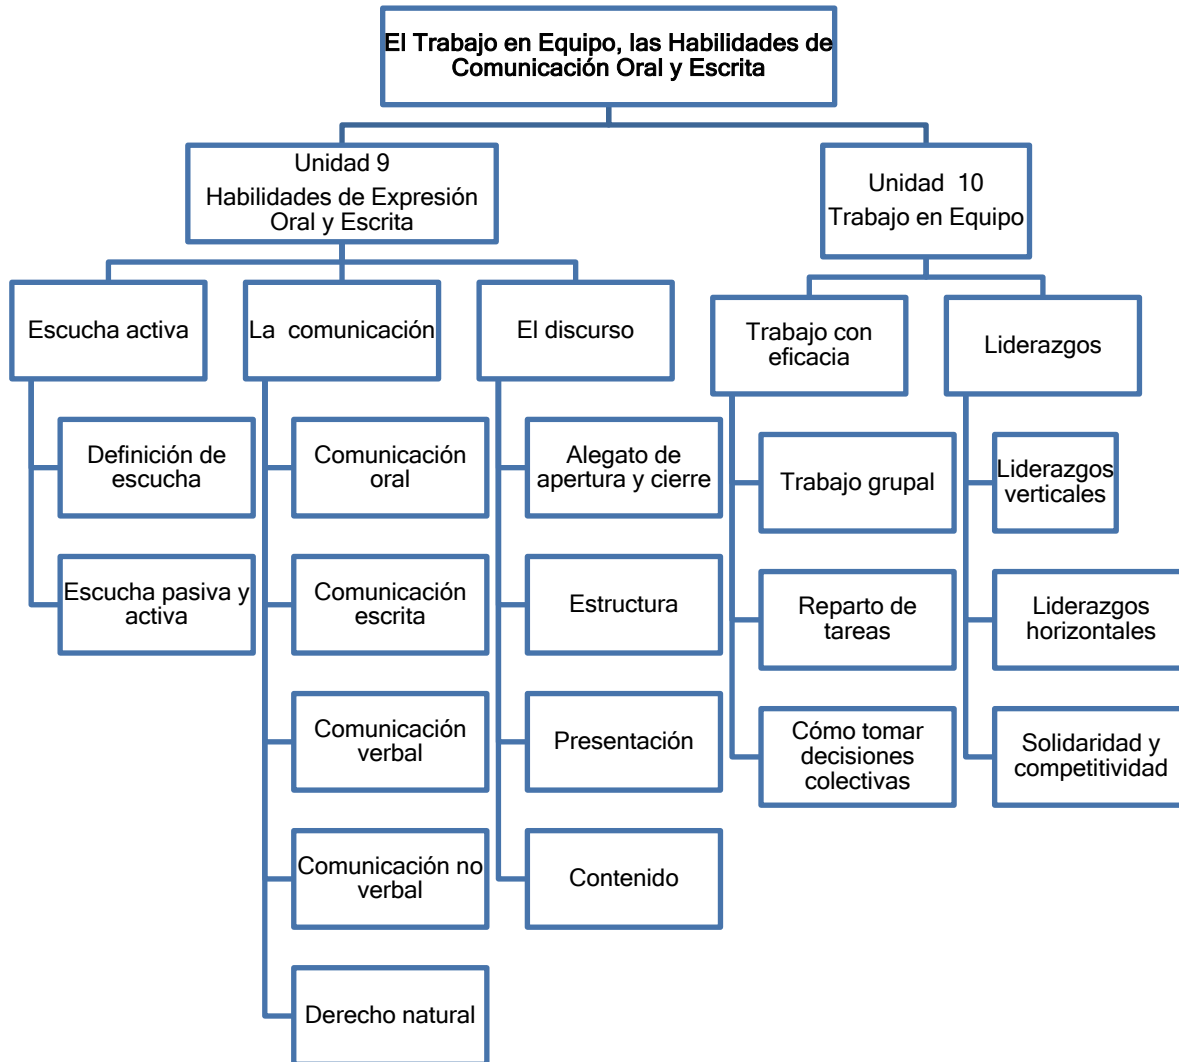 El Trabajo en Equipo, las Habilidades de
Comunicación Oral y Escrita
Unidad 9
Habilidades de Expresión
Oral y Escrita
Unidad 10
Trabajo en Equipo
Escucha activa
La comunicación
El discurso
Trabajo con
eficacia
Liderazgos
Definición de
escucha
Escucha pasiva y
activa
Comunicación
oral
Comunicación
escrita
Comunicación
verbal
Comunicación no
verbal
Derecho natural
Alegato de
apertura y cierre
Estructura
Presentación
Contenido
Trabajo grupal
Reparto de
tareas
Cómo tomar
decisiones
colectivas
Liderazgos
verticales
Liderazgos
horizontales
Solidaridad y
competitividad